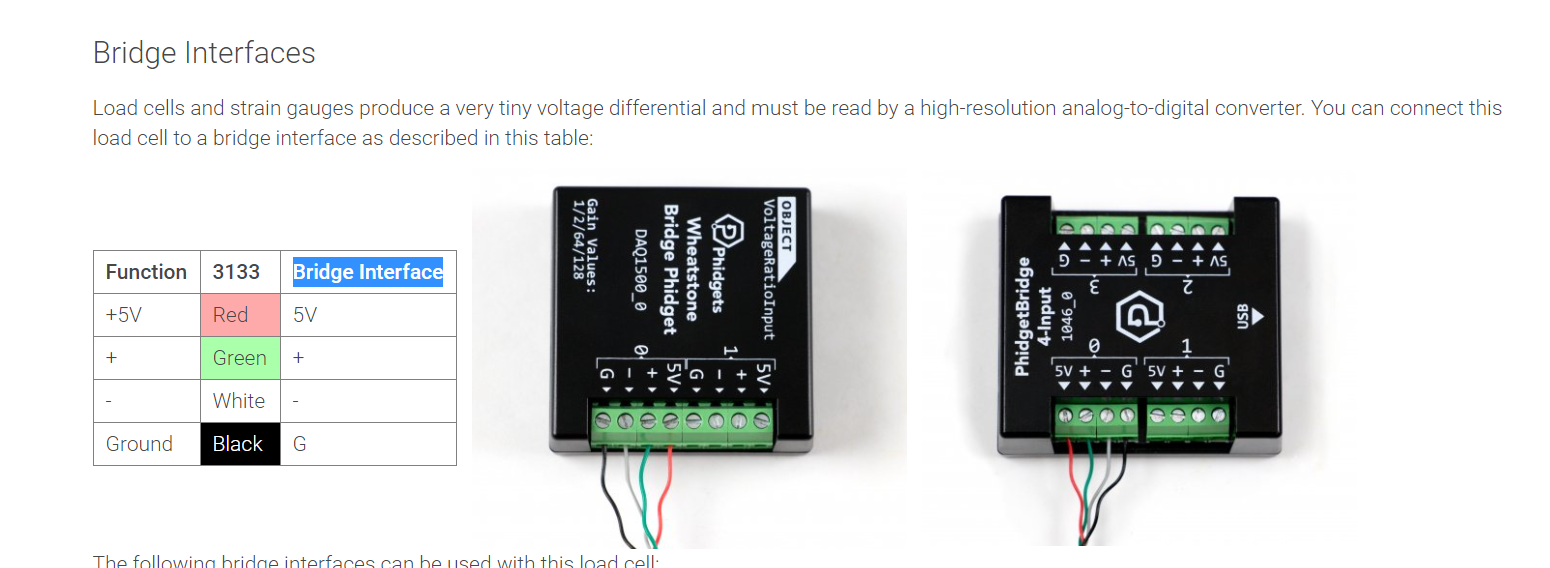 Bridge Interfaces
Load cells and strain gauges produce a very tiny voltage differential and must be read by a high-resolution analog-to-digital converter. You can connect this
load cell to a bridge interface as described in this table:
Function 3133 Bridge Interface
+5V Red 5V
+ Green +
- White -
Ground Black G
OBJECT
VoltageRatioInput
Phidgets
Wheatstone
Bridge Phidget
DAQ1500_0
Gain Values:
1/2/64/128
0 1
G - + 5V G - + 5V
PhidgetBridge
4-Input
1046_0
USB
G - + 5V G - + 5V
3 2
0 1
5V + - G 5V + - G
The following bridge interfaces can be used with this load cell: